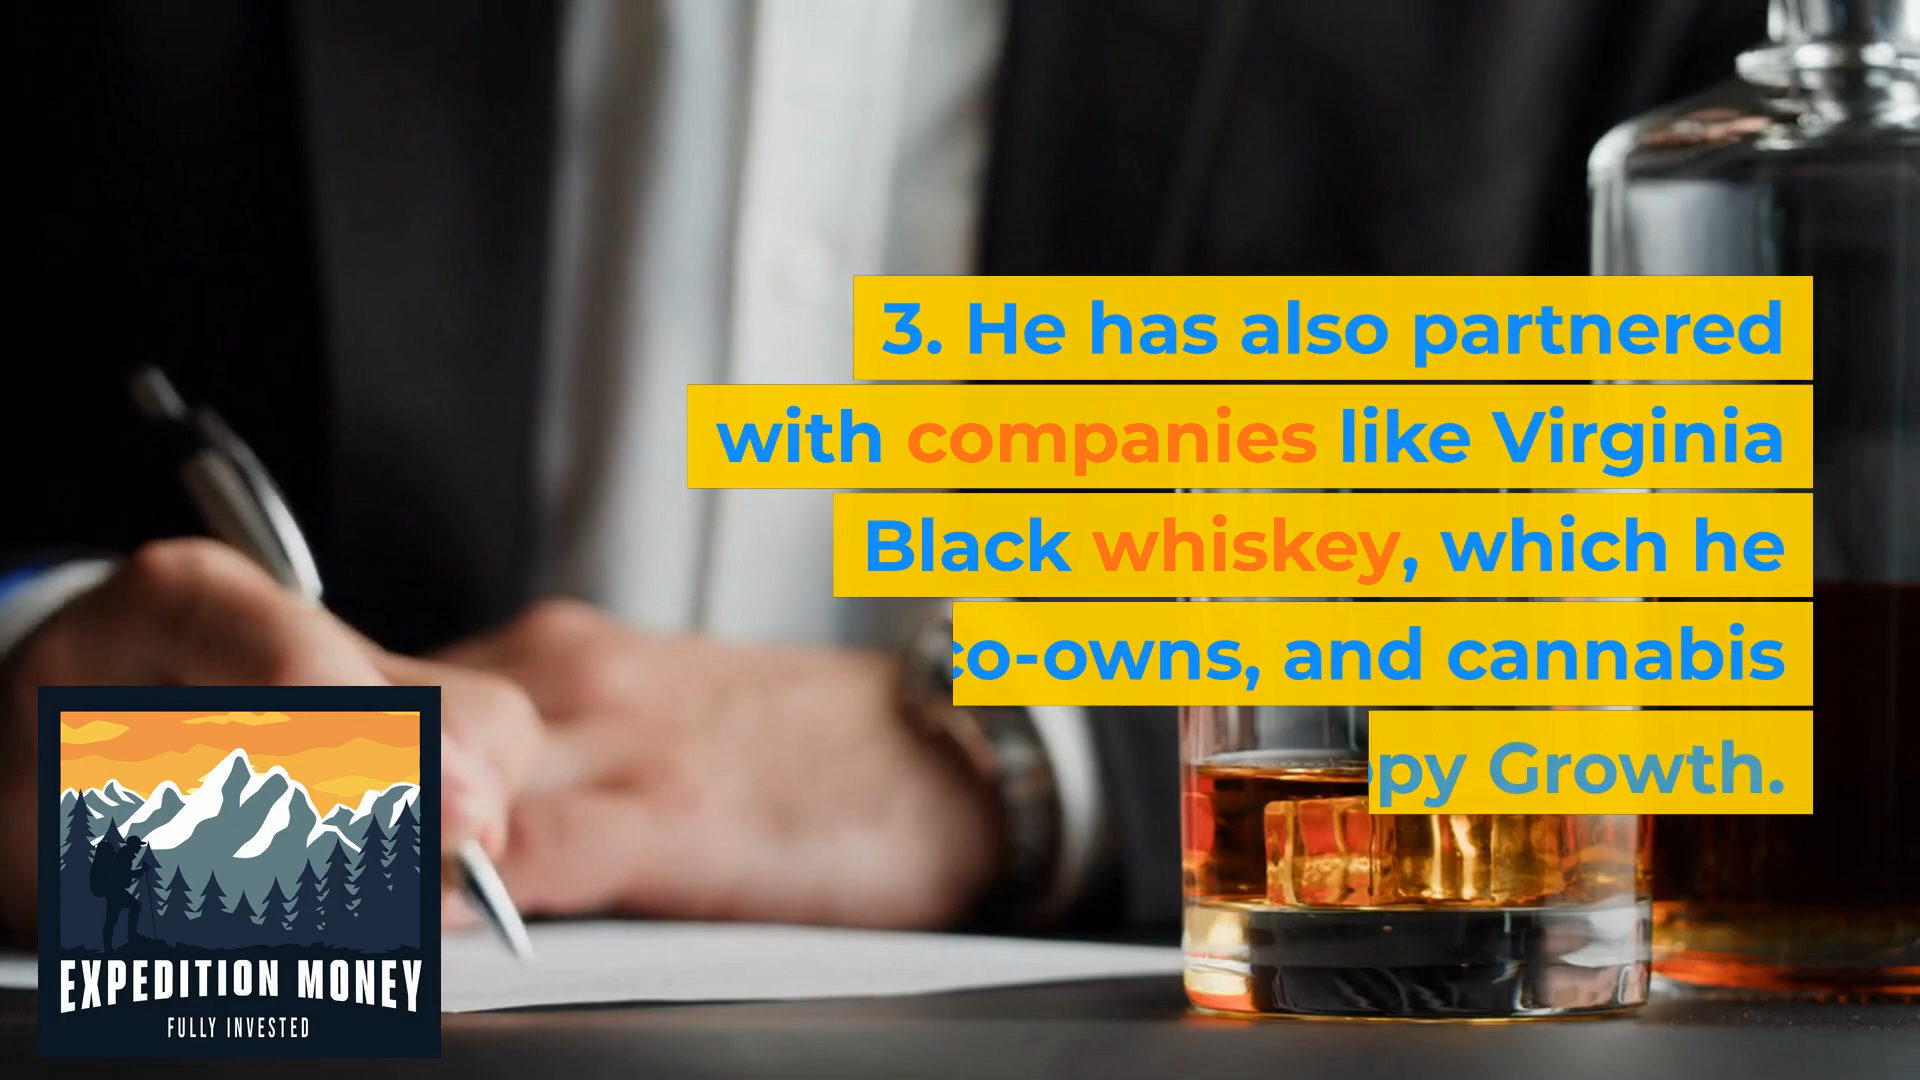 3. He has also partnered
with companies like Virginia
Black whiskey, which he
co-owns, and cannabis
py Growth.
EXPEDITION MONEY
FULLY INVESTED